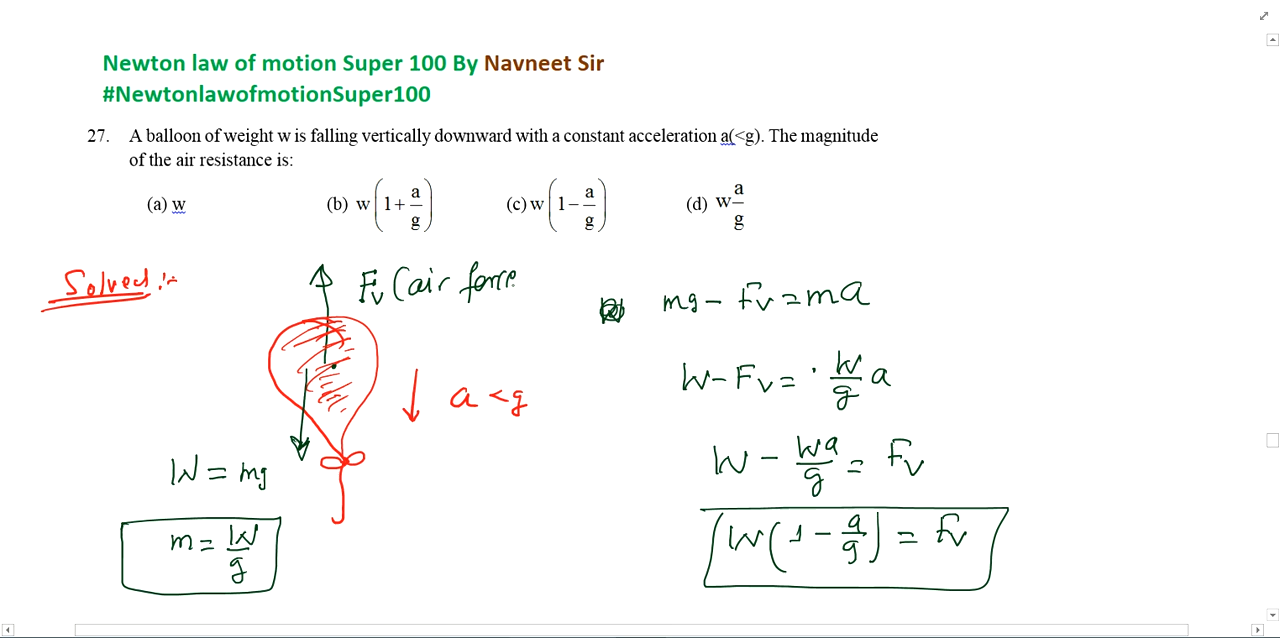 Newton law of motion Super 100 By Navneet Sir
#NewtonlawofmotionSuper100
27. A balloon of weight w is falling vertically downward with a constant acceleration a(<g). The magnitude
of the air resistance is:
(a) w (b) w(1+a/g) (c) w(1−a/g) (d) w a/g
Solved :-
Fv (air force
mg - Fv = ma
W - Fv = W/g a
a < g
W - Wa/g = Fv
W = mg
m = W/g
W(1 - a/g) = Fv